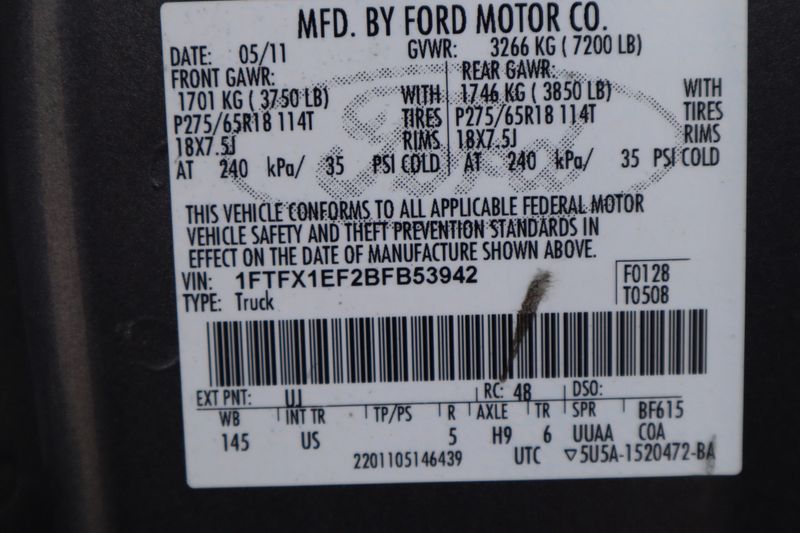 MFD. BY FORD MOTOR CO.
DATE: 05/11 GVWR: 3266 KG ( 7200 LB)
FRONT GAWR: REAR GAWR:
1701 KG ( 3750 LB) WITH 1746 KG ( 3850 LB) WITH
P275/65R18 114T TIRES P275/65R18 114T TIRES
18X7.5J RIMS 18X7.5J RIMS
AT 240 kPa/ 35 PSI COLD AT 240 kPa/ 35 PSI COLD
Ford
THIS VEHICLE CONFORMS TO ALL APPLICABLE FEDERAL MOTOR
VEHICLE SAFETY AND THEFT PREVENTION STANDARDS IN
EFFECT ON THE DATE OF MANUFACTURE SHOWN ABOVE.
VIN: 1FTFX1EF2BFB53942 F0128
TYPE: Truck T0508
EXT PNT: UJ RC: 48 DSO:
WB INT TR TP/PS R AXLE TR SPR BF615
145 US 5 H9 6 UUAA COA
2201105146439 UTC ▽5U5A-1520472-BA